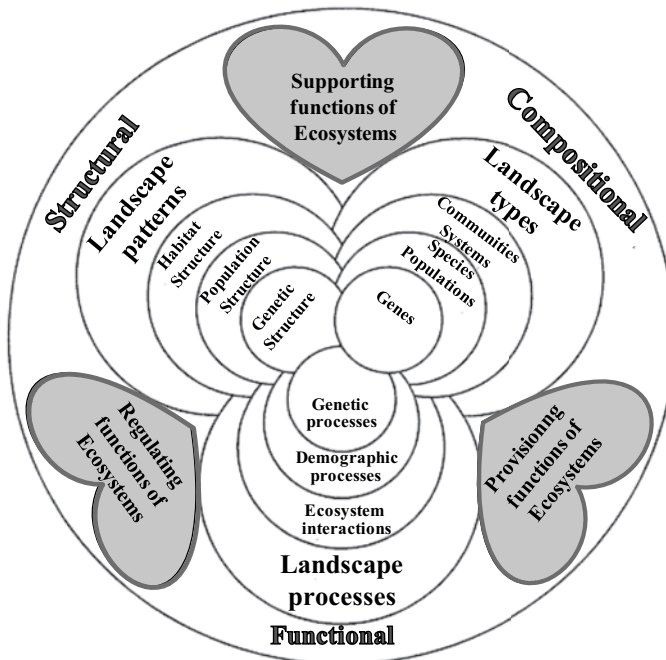 Supporting
functions of
Ecosystems
Structural
Compositional
Landscape
patterns
Habitat
Structure
Population
Structure
Genetic
Structure
Landscape
types
Communities
Systems
Species
Populations
Genes
Genetic
processes
Demographic
processes
Ecosystem
interactions
Landscape
processes
Functional
Regulating
functions of
Ecosystems
Provisionng
functions of
Ecosystems